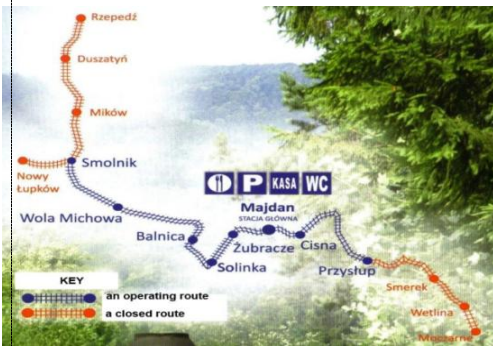 Rzepedź
Duszatyń
Mików
Smolnik
Nowy
Łupków
Wola Michowa
P KASA WC
Majdan
STACJA GŁÓWNA
Balnica
Żubracze
Cisna
Solinka
Przysłup
Smerek
Wetlina
Moczarne
KEY
an operating route
a closed route